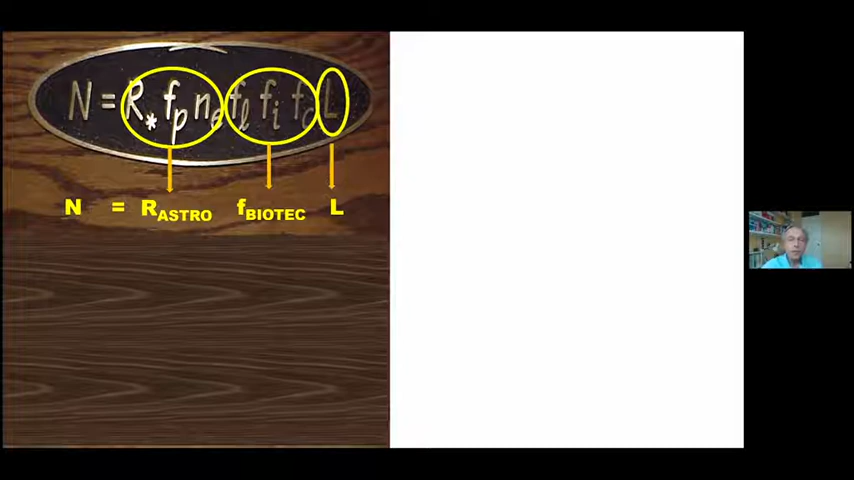 N = R* fp ne fl fi fc L
N = RASTRO fBIOTEC L